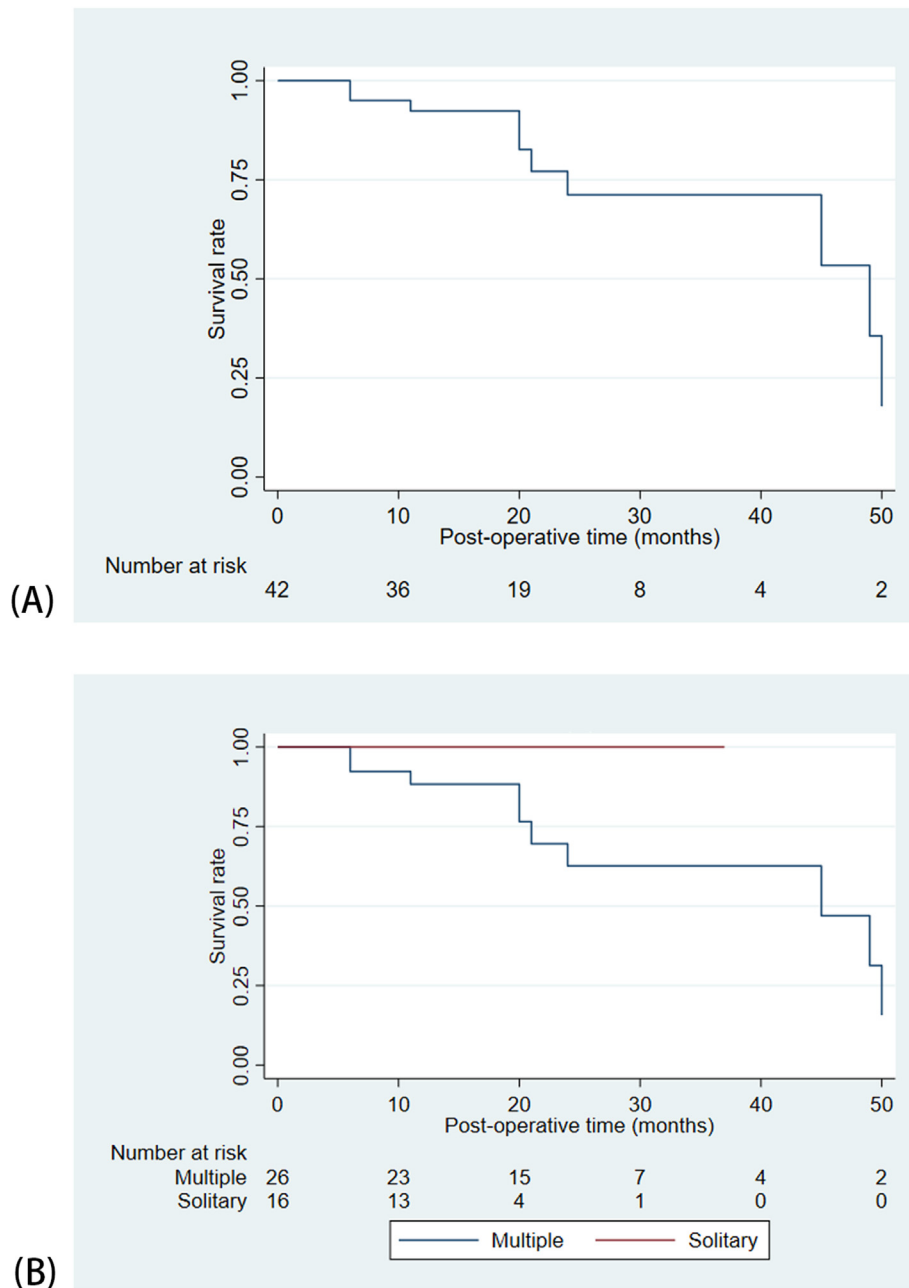 1.00
0.75
0.50
0.25
0.00
Survival rate
0 10 20 30 40 50
Post-operative time (months)
Number at risk
42 36 19 8 4 2
(A)
1.00
0.75
0.50
0.25
0.00
Survival rate
0 10 20 30 40 50
Post-operative time (months)
Number at risk
Multiple 26 23 15 7 4 2
Solitary 16 13 4 1 0 0
Multiple Solitary
(B)